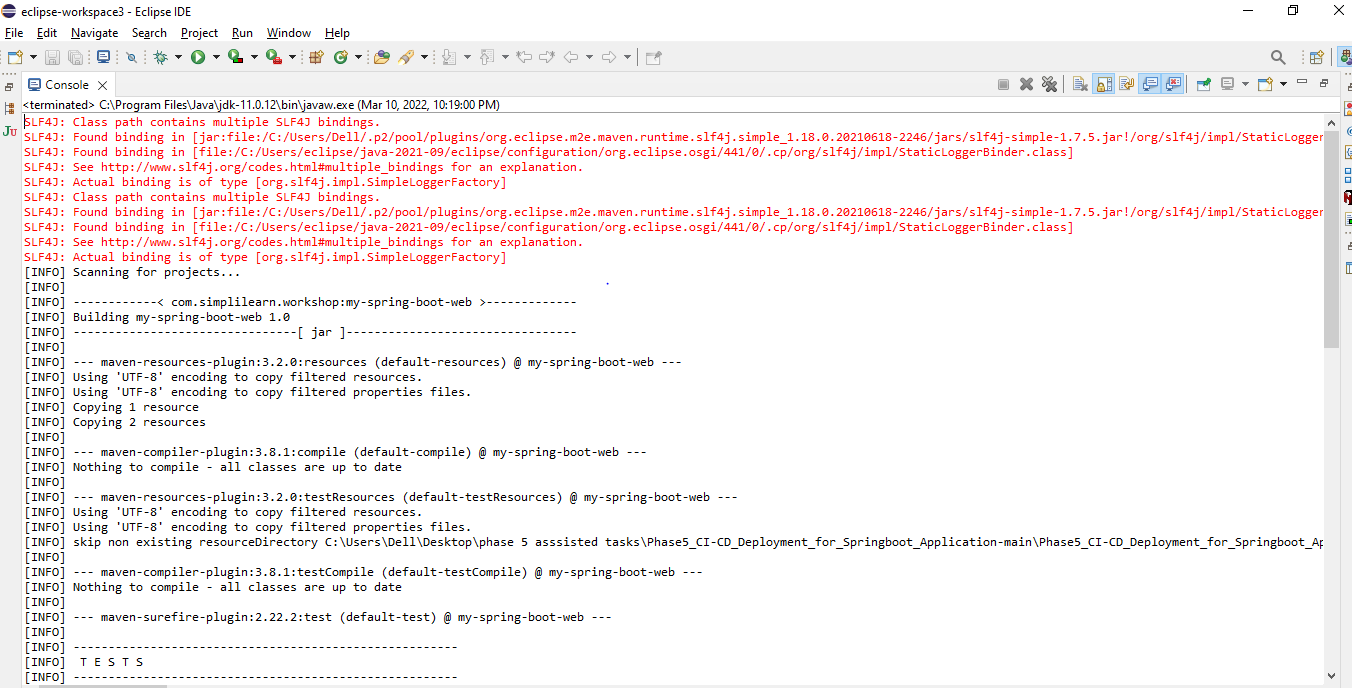 eclipse-workspace3 - Eclipse IDE
File Edit Navigate Search Project Run Window Help
Console
<terminated> C:\Program Files\Java\jdk-11.0.12\bin\javaw.exe (Mar 10, 2022, 10:19:00 PM)
SLF4J: Class path contains multiple SLF4J bindings.
SLF4J: Found binding in [jar:file:/C:/Users/Dell/.p2/pool/plugins/org.eclipse.m2e.maven.runtime.slf4j.simple_1.18.0.20210618-2246/jars/slf4j-simple-1.7.5.jar!/org/slf4j/impl/StaticLogger
SLF4J: Found binding in [file:/C:/Users/eclipse/java-2021-09/eclipse/configuration/org.eclipse.osgi/441/0/.cp/org/slf4j/impl/StaticLoggerBinder.class]
SLF4J: See http://www.slf4j.org/codes.html#multiple_bindings for an explanation.
SLF4J: Actual binding is of type [org.slf4j.impl.SimpleLoggerFactory]
SLF4J: Class path contains multiple SLF4J bindings.
SLF4J: Found binding in [jar:file:/C:/Users/Dell/.p2/pool/plugins/org.eclipse.m2e.maven.runtime.slf4j.simple_1.18.0.20210618-2246/jars/slf4j-simple-1.7.5.jar!/org/slf4j/impl/StaticLogger
SLF4J: Found binding in [file:/C:/Users/eclipse/java-2021-09/eclipse/configuration/org.eclipse.osgi/441/0/.cp/org/slf4j/impl/StaticLoggerBinder.class]
SLF4J: See http://www.slf4j.org/codes.html#multiple_bindings for an explanation.
SLF4J: Actual binding is of type [org.slf4j.impl.SimpleLoggerFactory]
[INFO] Scanning for projects...
[INFO]
[INFO] ------------< com.simplilearn.workshop:my-spring-boot-web >-------------
[INFO] Building my-spring-boot-web 1.0
[INFO] --------------------------------[ jar ]---------------------------------
[INFO]
[INFO] --- maven-resources-plugin:3.2.0:resources (default-resources) @ my-spring-boot-web ---
[INFO] Using 'UTF-8' encoding to copy filtered resources.
[INFO] Using 'UTF-8' encoding to copy filtered properties files.
[INFO] Copying 1 resource
[INFO] Copying 2 resources
[INFO]
[INFO] --- maven-compiler-plugin:3.8.1:compile (default-compile) @ my-spring-boot-web ---
[INFO] Nothing to compile - all classes are up to date
[INFO]
[INFO] --- maven-resources-plugin:3.2.0:testResources (default-testResources) @ my-spring-boot-web ---
[INFO] Using 'UTF-8' encoding to copy filtered resources.
[INFO] Using 'UTF-8' encoding to copy filtered properties files.
[INFO] skip non existing resourceDirectory C:\Users\Dell\Desktop\phase 5 asssisted tasks\Phase5_CI-CD_Deployment_for_Springboot_Application-main\Phase5_CI-CD_Deployment_for_Springboot_Ap
[INFO]
[INFO] --- maven-compiler-plugin:3.8.1:testCompile (default-testCompile) @ my-spring-boot-web ---
[INFO] Nothing to compile - all classes are up to date
[INFO]
[INFO] --- maven-surefire-plugin:2.22.2:test (default-test) @ my-spring-boot-web ---
[INFO]
[INFO] -------------------------------------------------------
[INFO]  T E S T S
[INFO] -------------------------------------------------------